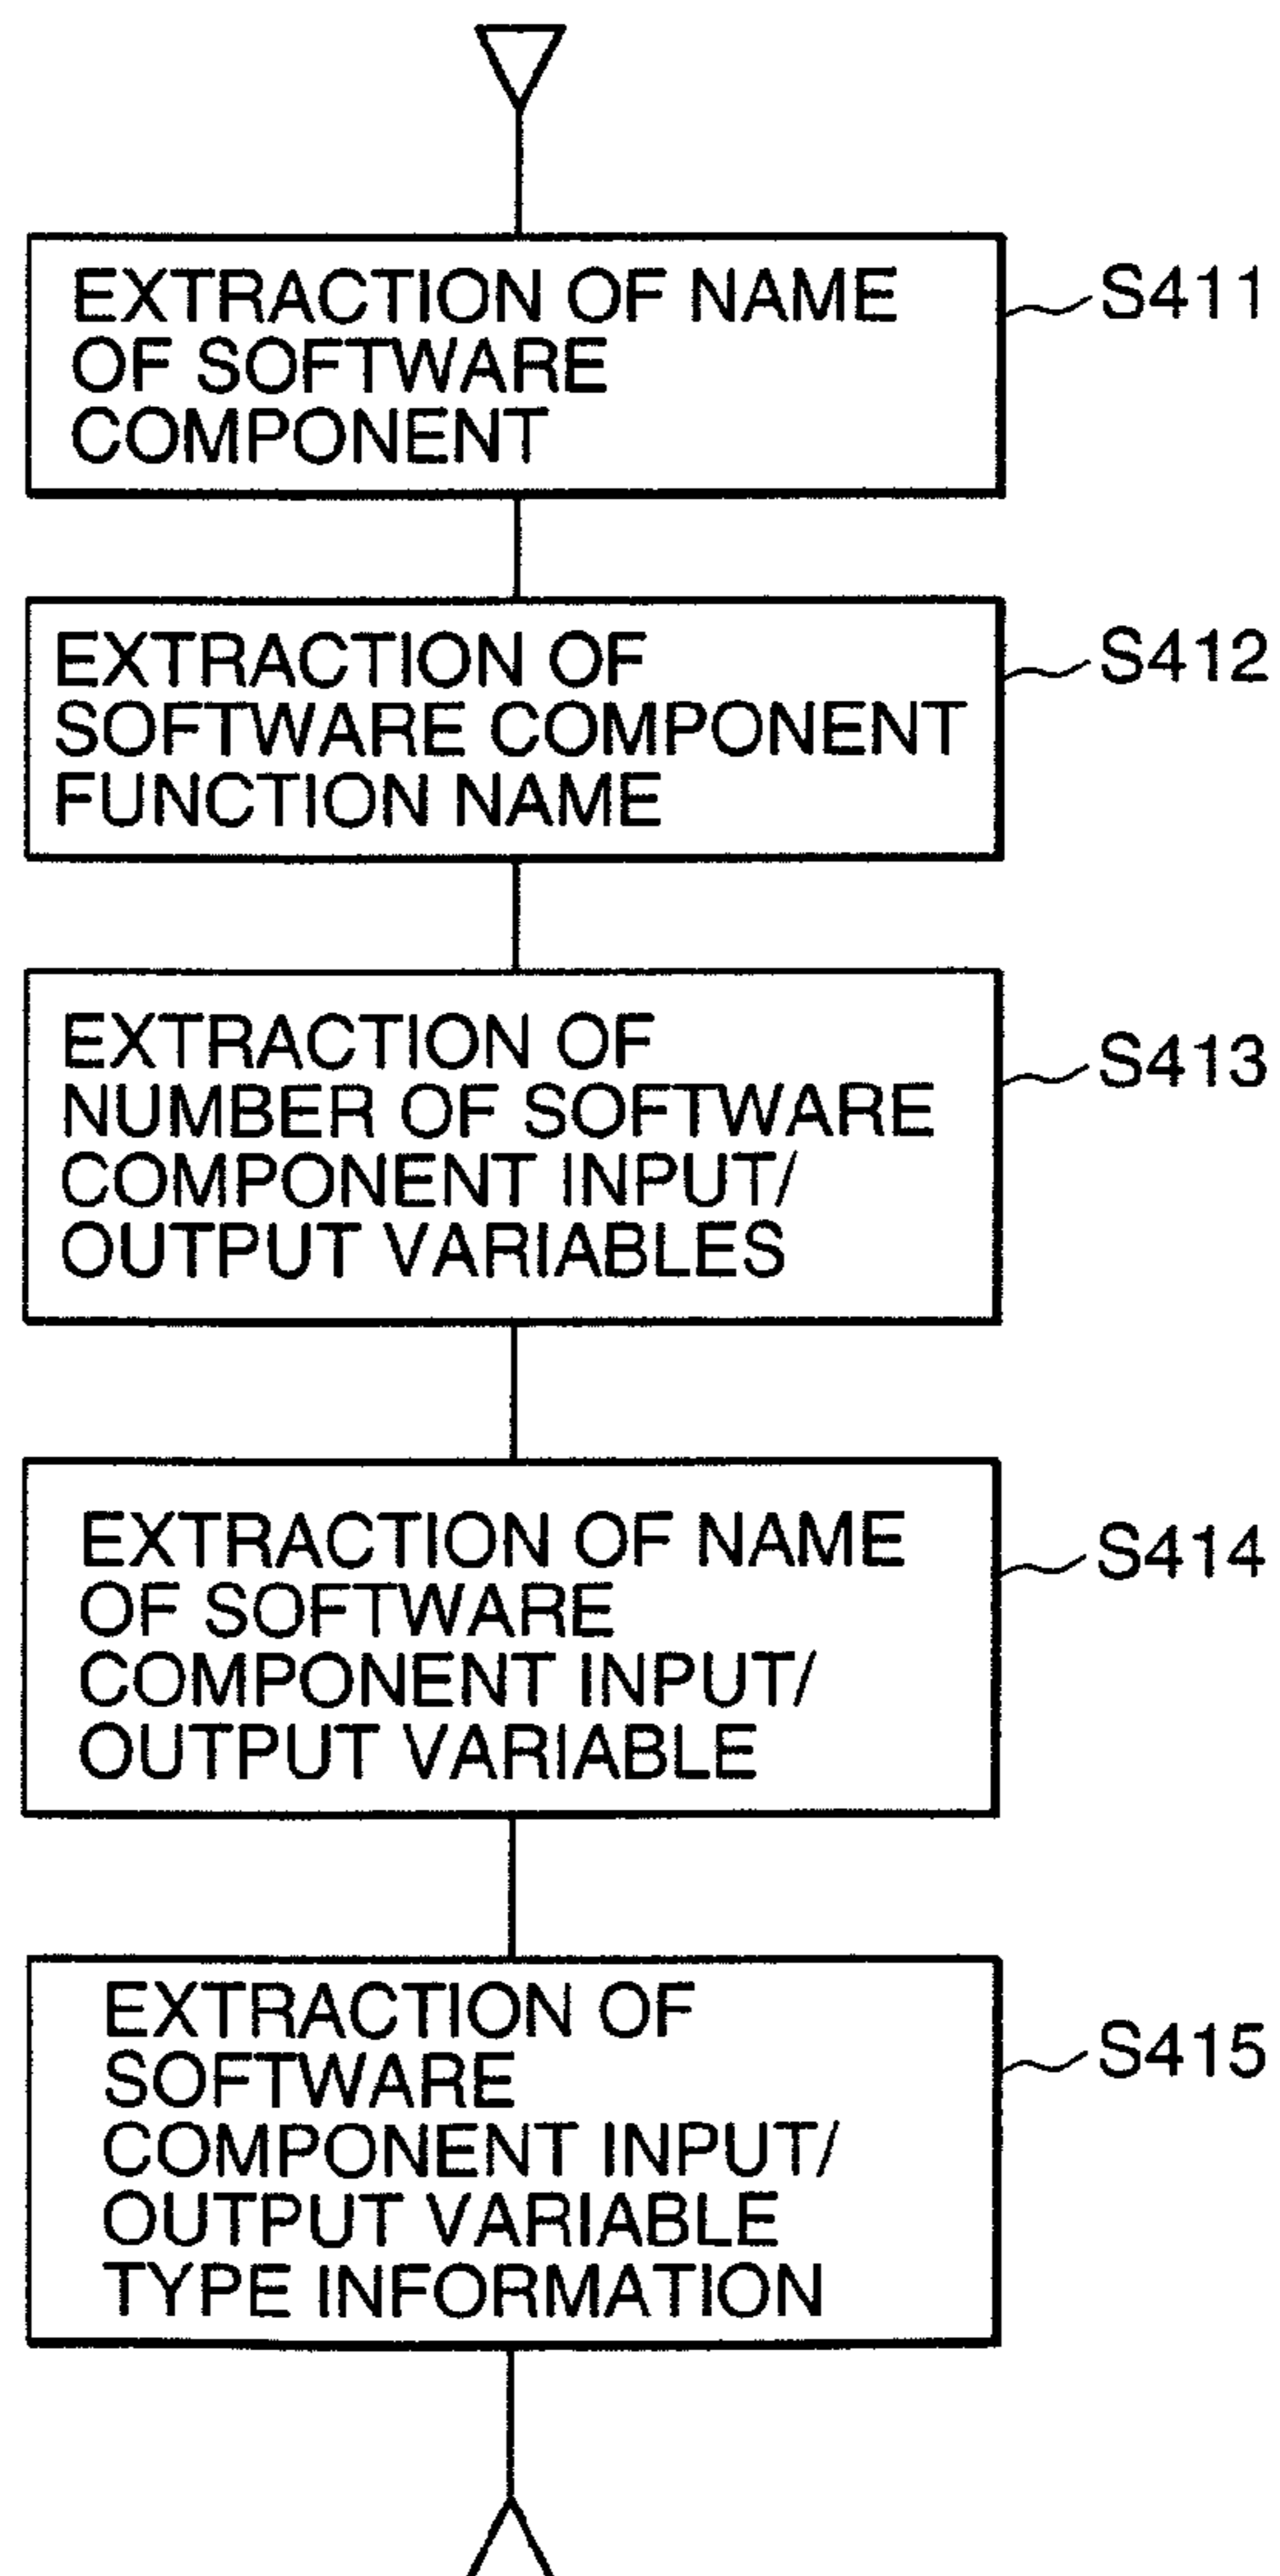 EXTRACTION OF NAME
OF SOFTWARE
COMPONENT
S411
EXTRACTION OF
SOFTWARE COMPONENT
FUNCTION NAME
S412
EXTRACTION OF
NUMBER OF SOFTWARE
COMPONENT INPUT/
OUTPUT VARIABLES
S413
EXTRACTION OF NAME
OF SOFTWARE
COMPONENT INPUT/
OUTPUT VARIABLE
S414
EXTRACTION OF
SOFTWARE
COMPONENT INPUT/
OUTPUT VARIABLE
TYPE INFORMATION
S415